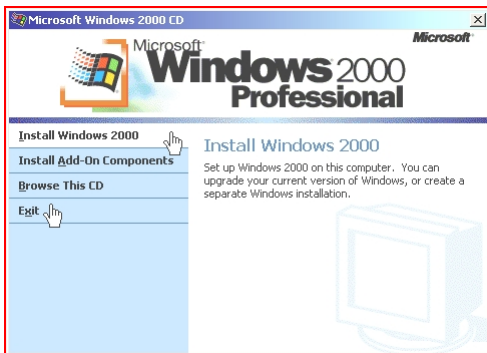 Microsoft Windows 2000 CD
Microsoft
Microsoft
Windows 2000
Professional
Install Windows 2000
Install Add-On Components
Browse This CD
Exit
Install Windows 2000
Set up Windows 2000 on this computer. You can
upgrade your current version of Windows, or create a
separate Windows installation.